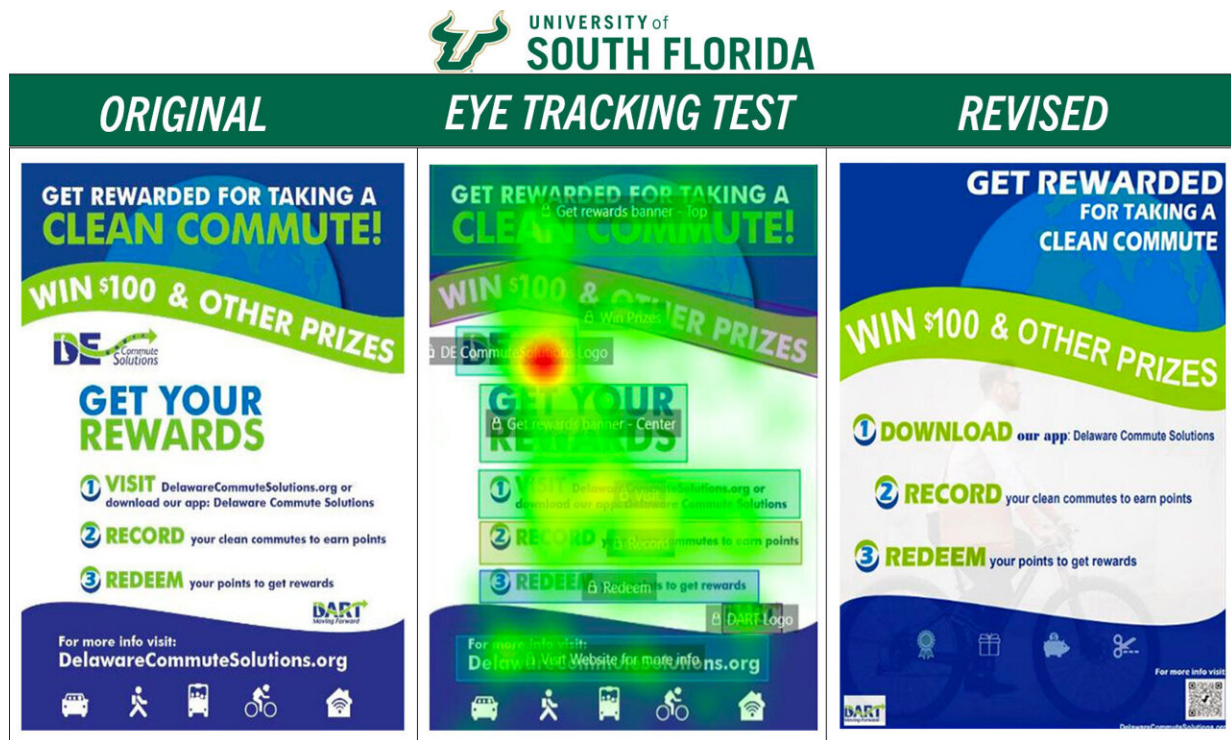 UNIVERSITY of
SOUTH FLORIDA
ORIGINAL
EYE TRACKING TEST
REVISED
GET REWARDED FOR TAKING A
CLEAN COMMUTE!
WIN $100 & OTHER PRIZES
DE Commute
Solutions
GET YOUR
REWARDS
1 VISIT DelawareCommuteSolutions.org or
download our app: Delaware Commute Solutions
2 RECORD your clean commutes to earn points
3 REDEEM your points to get rewards
DART
Moving Forward
For more info visit:
DelawareCommuteSolutions.org
GET REWARDED FOR TAKING A
Get rewards banner - Top
CLEAN COMMUTE!
WIN $100 & OTHER PRIZES
Win Prizes
DE CommuteSolutions Logo
GET YOUR
Get rewards banner - Center
REWARDS
1 VISIT DelawareCommuteSolutions.org or
Visit
download our app: Delaware Commute Solutions
2 RECORD your clean commutes to earn points
Record
3 REDEEM your points to get rewards
Redeem
DART Logo
For more info visit:
DelawareCommuteSolutions.org
Visit Website for more info
GET REWARDED
FOR TAKING A
CLEAN COMMUTE
WIN $100 & OTHER PRIZES
1 DOWNLOAD our app: Delaware Commute Solutions
2 RECORD your clean commutes to earn points
3 REDEEM your points to get rewards
For more info visit
DART
Moving Forward
DelawareCommuteSolutions.org